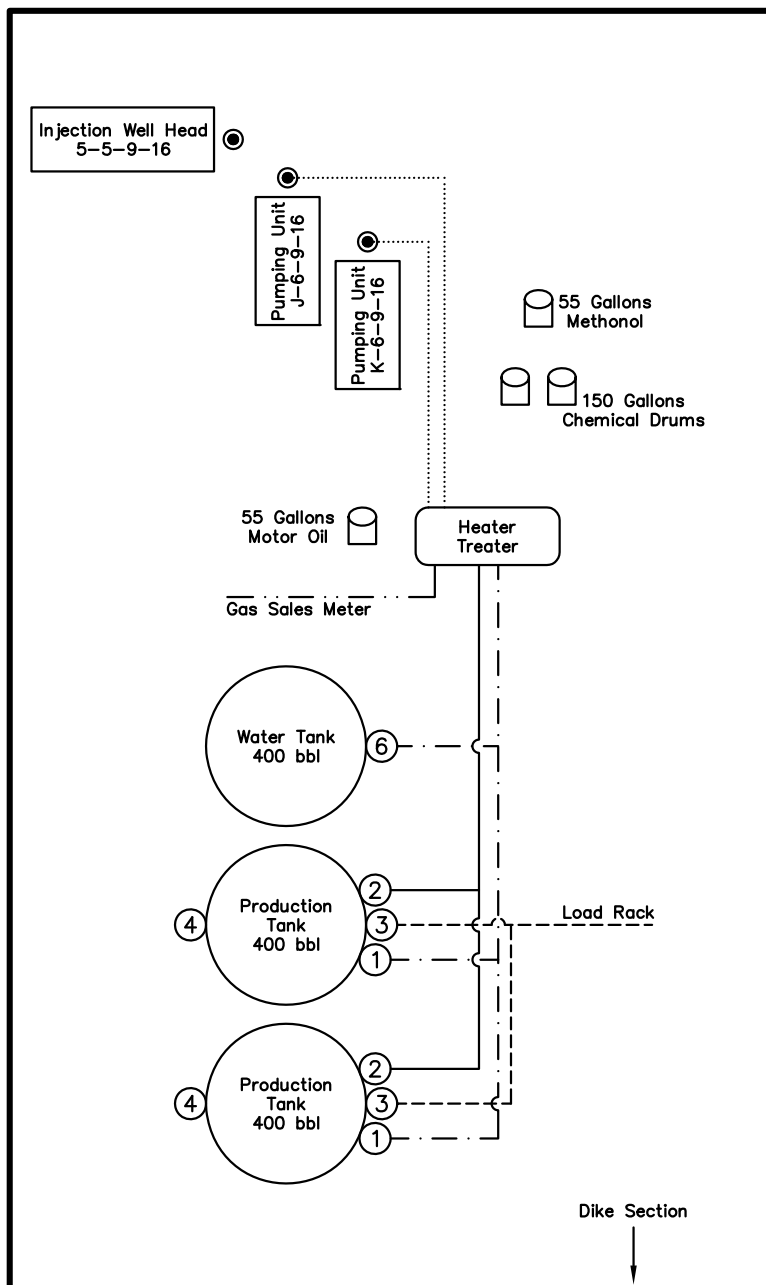 Injection Well Head
5-5-9-16
Pumping Unit
J-6-9-16
Pumping Unit
K-6-9-16
55 Gallons
Methonol
150 Gallons
Chemical Drums
55 Gallons
Motor Oil
Heater
Treater
Gas Sales Meter
Water Tank
400 bbl
6
2
Production
Tank
400 bbl
4
3
Load Rack
1
2
Production
Tank
400 bbl
4
3
1
Dike Section